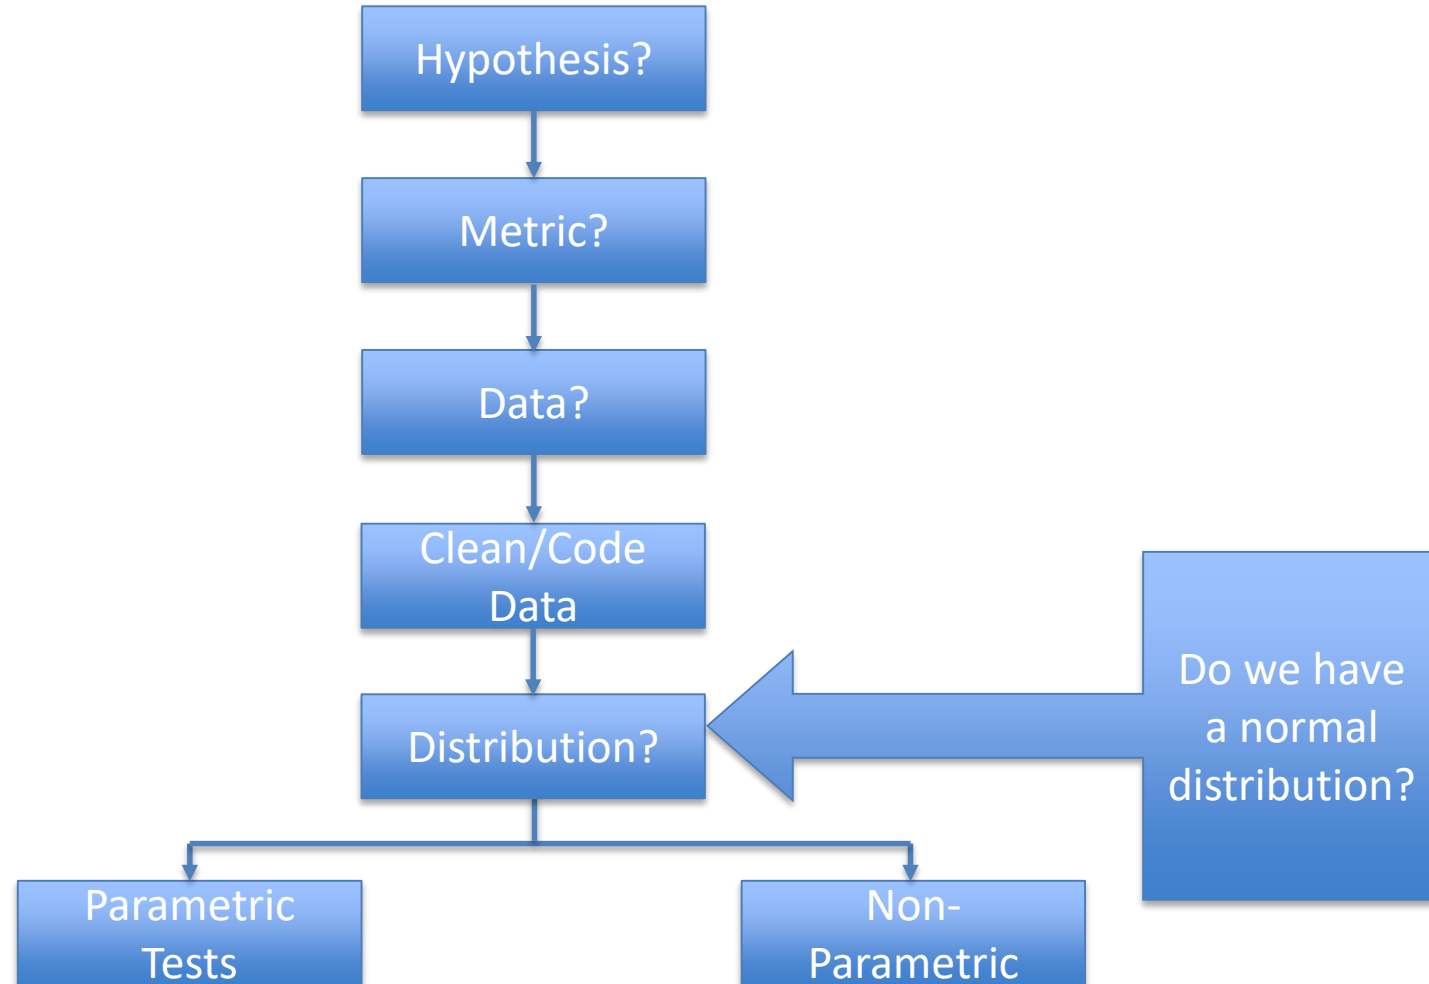 Hypothesis?
Metric?
Data?
Clean/Code
Data
Distribution?
Do we have
a normal
distribution?
Parametric
Tests
Non-
Parametric